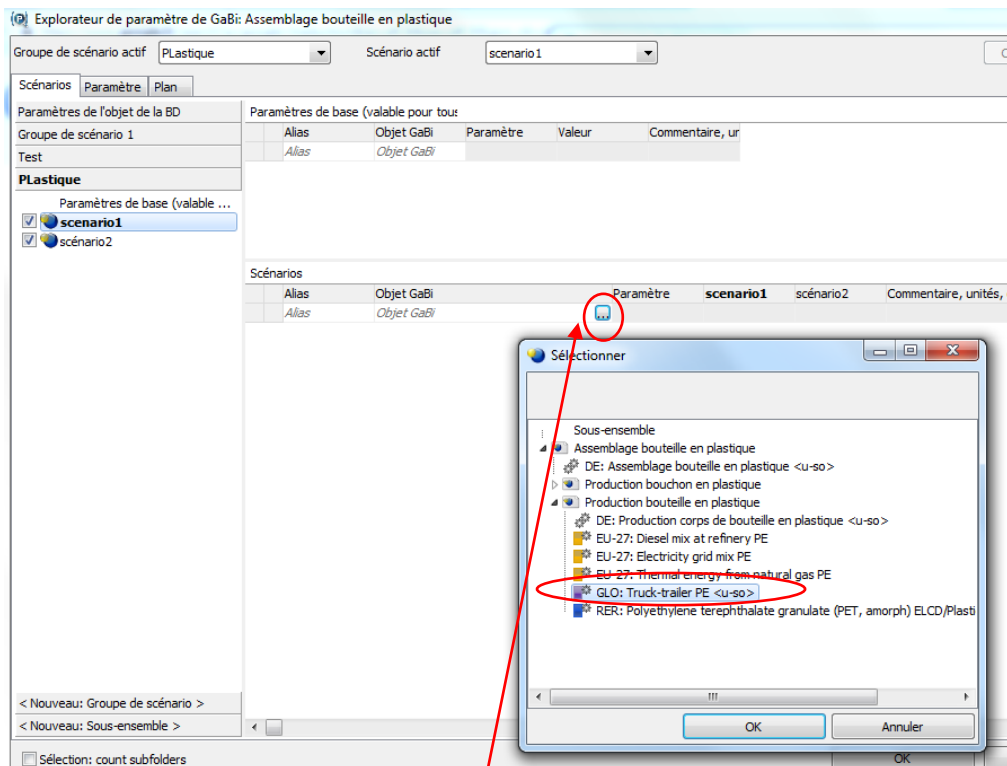 Explorateur de paramètre de GaBi: Assemblage bouteille en plastique
Groupe de scénario actif PLastique Scénario actif scenario1
Scénarios Paramètre Plan
Paramètres de l'objet de la BD
Groupe de scénario 1
Test
PLastique
Paramètres de base (valable ...
scenario1
scénario2
< Nouveau: Groupe de scénario >
< Nouveau: Sous-ensemble >
Paramètres de base (valable pour tous
Alias Objet GaBi Paramètre Valeur Commentaire, ur
Alias Objet GaBi
Scénarios
Alias Objet GaBi Paramètre scenario1 scénario2 Commentaire, unités,
Alias Objet GaBi ...
Sélectionner
Sous-ensemble
Assemblage bouteille en plastique
DE: Assemblage bouteille en plastique <u-so>
Production bouchon en plastique
Production bouteille en plastique
DE: Production corps de bouteille en plastique <u-so>
EU-27: Diesel mix at refinery PE
EU-27: Electricity grid mix PE
EU-27: Thermal energy from natural gas PE
GLO: Truck-trailer PE <u-so>
RER: Polyethylene terephthalate granulate (PET, amorph) ELCD/Plasti
OK Annuler
Sélection: count subfolders OK